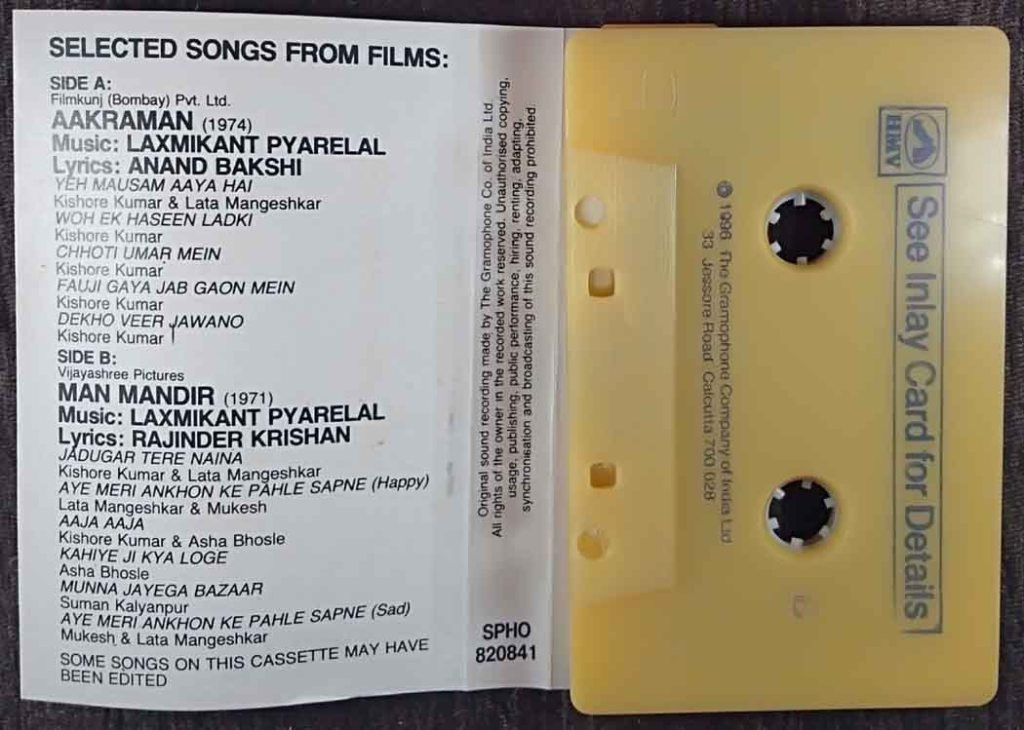 SELECTED SONGS FROM FILMS:
SIDE A:
Filmkunj (Bombay) Pvt. Ltd.
AAKRAMAN (1974)
Music: LAXMIKANT PYARELAL
Lyrics: ANAND BAKSHI
YEH MAUSAM AAYA HAI
Kishore Kumar & Lata Mangeshkar
WOH EK HASEEN LADKI
Kishore Kumar
CHHOTI UMAR MEIN
Kishore Kumar
FAUJI GAYA JAB GAON MEIN
Kishore Kumar
DEKHO VEER JAWANO
Kishore Kumar
SIDE B:
Vijayashree Pictures
MAN MANDIR (1971)
Music: LAXMIKANT PYARELAL
Lyrics: RAJINDER KRISHAN
JADUGAR TERE NAINA
Kishore Kumar & Lata Mangeshkar
AYE MERI ANKHON KE PAHLE SAPNE (Happy)
Lata Mangeshkar & Mukesh
AAJA AAJA
Kishore Kumar & Asha Bhosle
KAHIYE JI KYA LOGE
Asha Bhosle
MUNNA JAYEGA BAZAAR
Suman Kalyanpur
AYE MERI ANKHON KE PAHLE SAPNE (Sad)
Mukesh & Lata Mangeshkar
SOME SONGS ON THIS CASSETTE MAY HAVE
BEEN EDITED
Original sound recording made by The Gramophone Co. of India Ltd.
All rights of the owner in the recorded work reserved. Unauthorised copying,
usage, publishing, public performance, hiring, renting, adapting,
synchronisation and broadcasting of this sound recording prohibited
SPHO
820841
HMV
See Inlay Card for Details
℗ 1996 The Gramophone Company of India Ltd
33 Jessore Road Calcutta 700 028